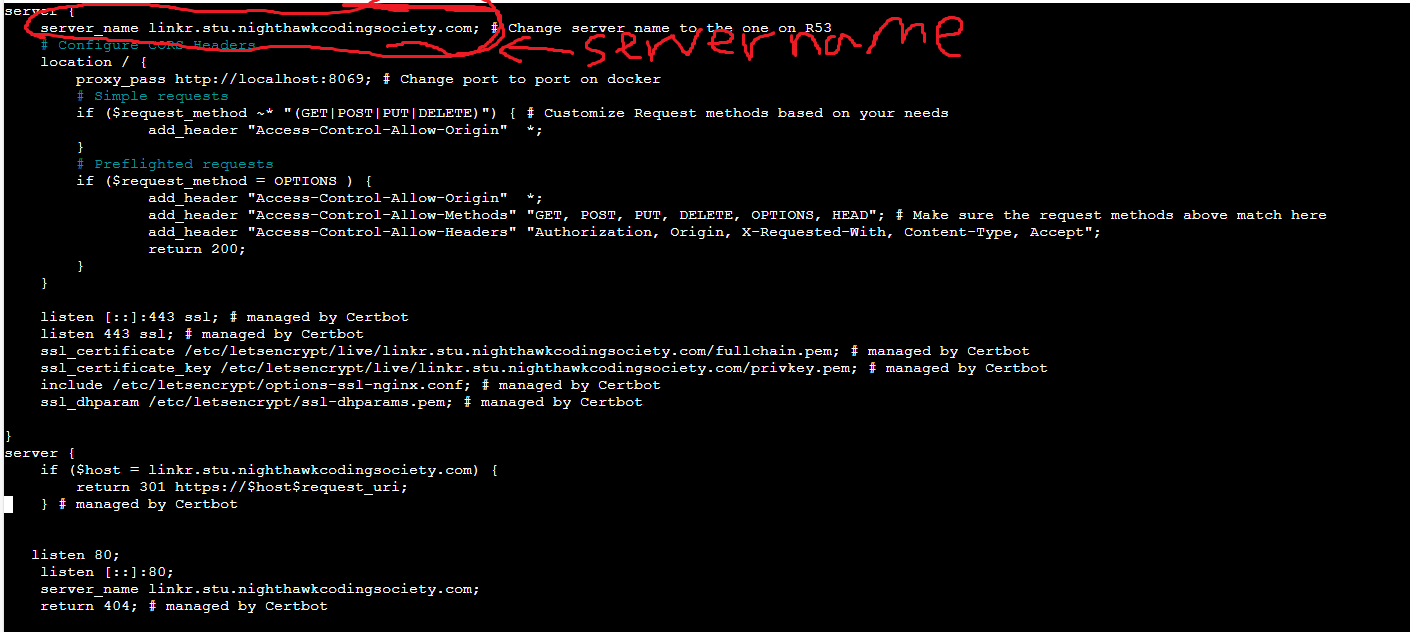 server {
server_name linkr.stu.nighthawkcodingsociety.com; # Change server name to the one on R53
servername
# Configure CORS Headers
location / {
proxy_pass http://localhost:8069; # Change port to port on docker
# Simple requests
if ($request_method ~* "(GET|POST|PUT|DELETE)") { # Customize Request methods based on your needs
add_header "Access-Control-Allow-Origin"  *;
}
# Preflighted requests
if ($request_method = OPTIONS ) {
add_header "Access-Control-Allow-Origin"  *;
add_header "Access-Control-Allow-Methods" "GET, POST, PUT, DELETE, OPTIONS, HEAD"; # Make sure the request methods above match here
add_header "Access-Control-Allow-Headers" "Authorization, Origin, X-Requested-With, Content-Type, Accept";
return 200;
}
}
listen [::]:443 ssl; # managed by Certbot
listen 443 ssl; # managed by Certbot
ssl_certificate /etc/letsencrypt/live/linkr.stu.nighthawkcodingsociety.com/fullchain.pem; # managed by Certbot
ssl_certificate_key /etc/letsencrypt/live/linkr.stu.nighthawkcodingsociety.com/privkey.pem; # managed by Certbot
include /etc/letsencrypt/options-ssl-nginx.conf; # managed by Certbot
ssl_dhparam /etc/letsencrypt/ssl-dhparams.pem; # managed by Certbot
}
server {
if ($host = linkr.stu.nighthawkcodingsociety.com) {
return 301 https://$host$request_uri;
} # managed by Certbot
listen 80;
listen [::]:80;
server_name linkr.stu.nighthawkcodingsociety.com;
return 404; # managed by Certbot